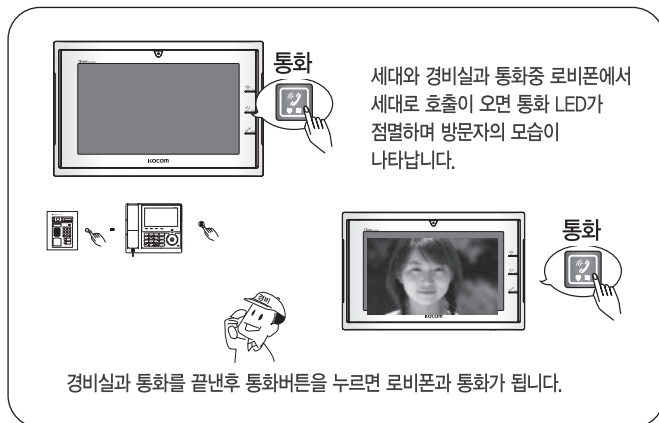 통화
세대와 경비실과 통화중 로비폰에서
세대로 호출이 오면 통화 LED가
점멸하며 방문자의 모습이
나타납니다.
KOCOM
통화
경비
KOCOM
경비실과 통화를 끝낸후 통화버튼을 누르면 로비폰과 통화가 됩니다.